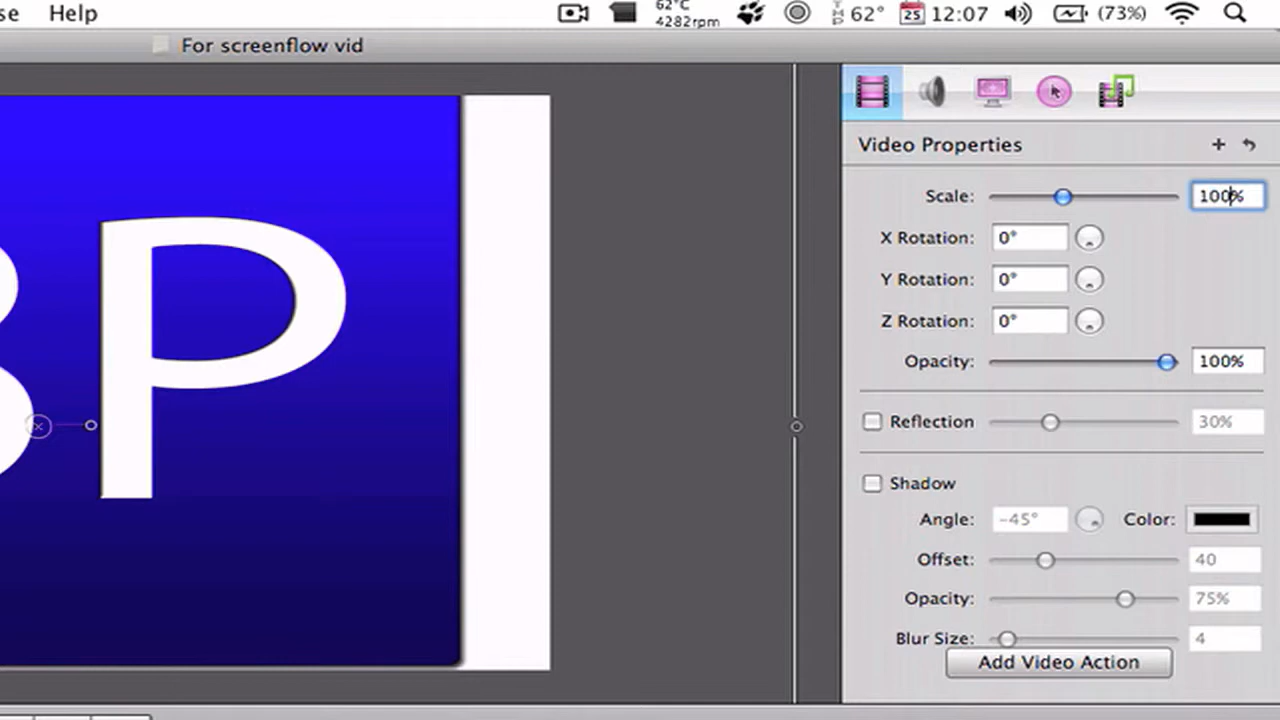 se Help 62°C 4282rpm 62° 25 12:07 (73%)
For screenflow vid
BP
Video Properties
Scale: 100%
X Rotation: 0°
Y Rotation: 0°
Z Rotation: 0°
Opacity: 100%
Reflection 30%
Shadow
Angle: -45° Color:
Offset: 40
Opacity: 75%
Blur Size: 4
Add Video Action